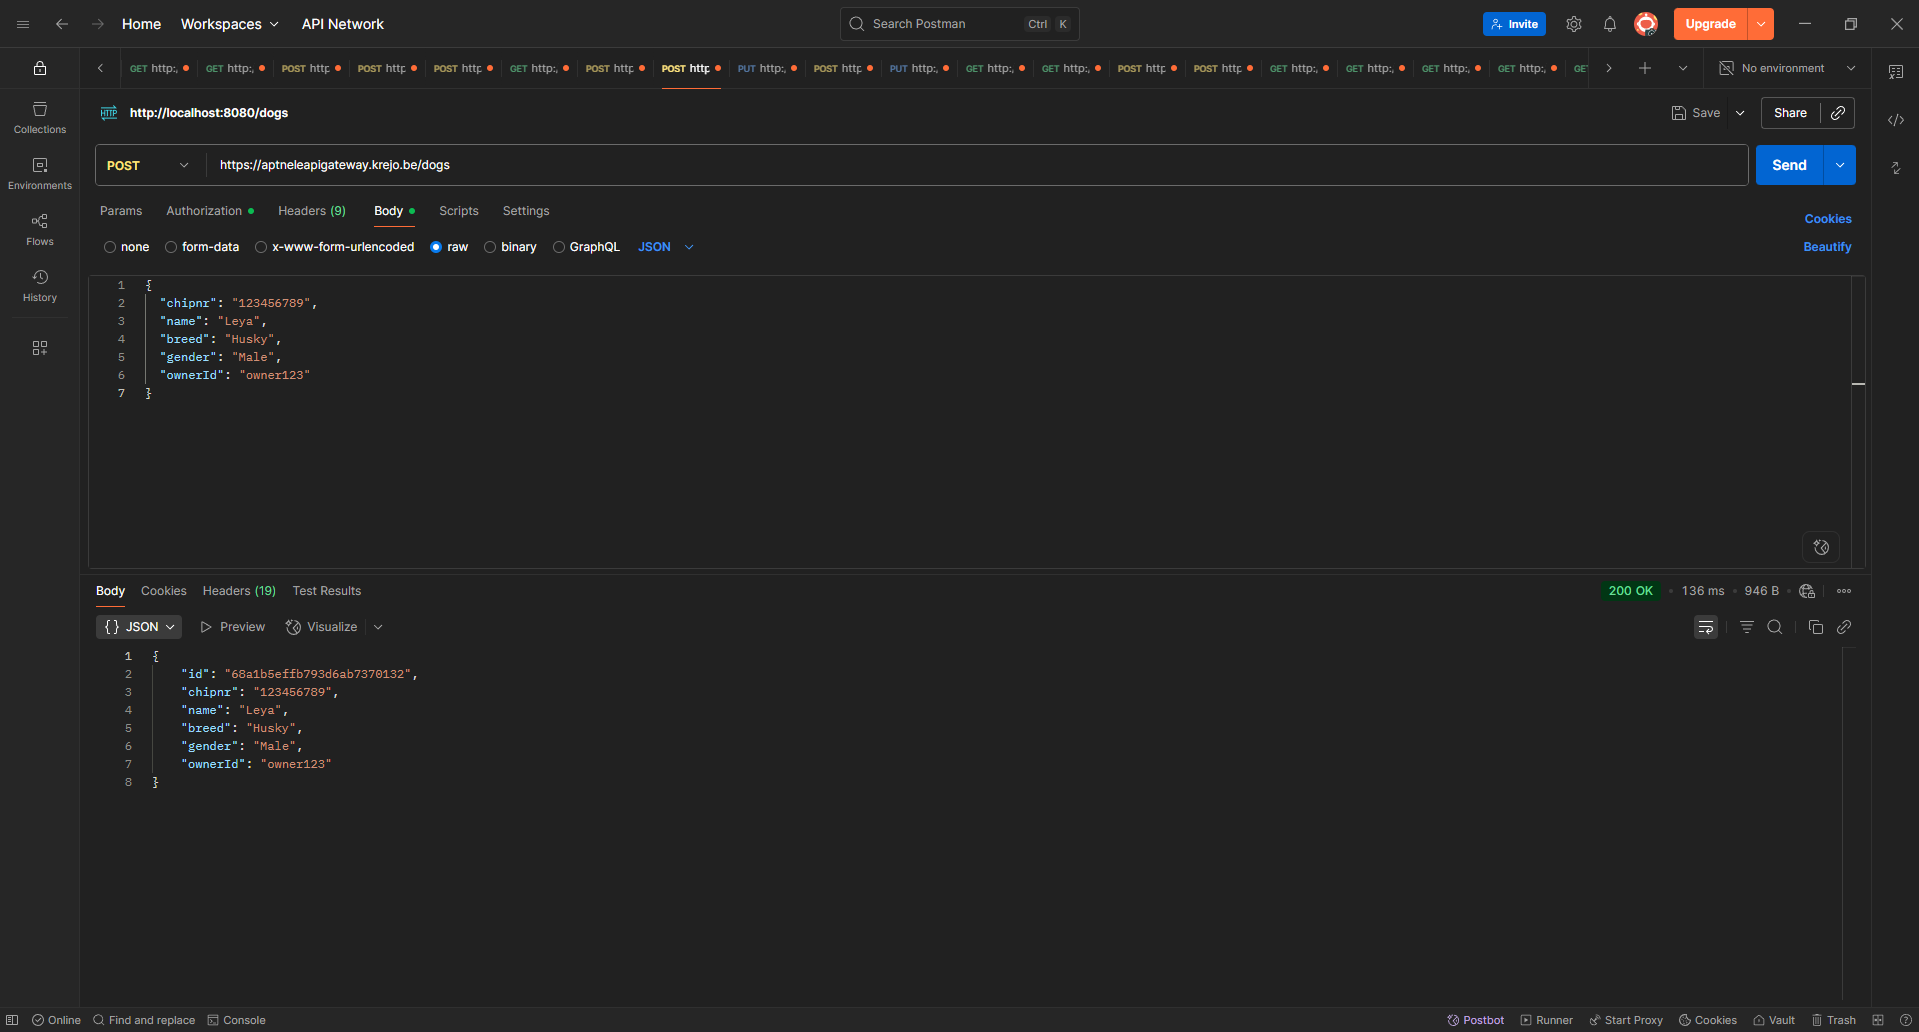 Home Workspaces API Network Search Postman Ctrl K Invite Upgrade
GET http:, GET http:, POST http POST http POST http GET http:, POST http POST http PUT http:, POST http PUT http:, GET http:, GET http:, POST http POST http GET http:, GET http:, GET http:, GET http:, GE No environment
HTTP http://localhost:8080/dogs Save Share
POST https://aptneleapigateway.krejo.be/dogs Send
Collections
Environments
Flows
History
Params Authorization Headers (9) Body Scripts Settings Cookies
none form-data x-www-form-urlencoded raw binary GraphQL JSON Beautify
1 {
2 "chipnr": "123456789",
3 "name": "Leya",
4 "breed": "Husky",
5 "gender": "Male",
6 "ownerId": "owner123"
7 }
Body Cookies Headers (19) Test Results 200 OK 136 ms 946 B
{} JSON Preview Visualize
1 {
2 "id": "68a1b5effb793d6ab7370132",
3 "chipnr": "123456789",
4 "name": "Leya",
5 "breed": "Husky",
6 "gender": "Male",
7 "ownerId": "owner123"
8 }
Online Find and replace Console Postbot Runner Start Proxy Cookies Vault Trash